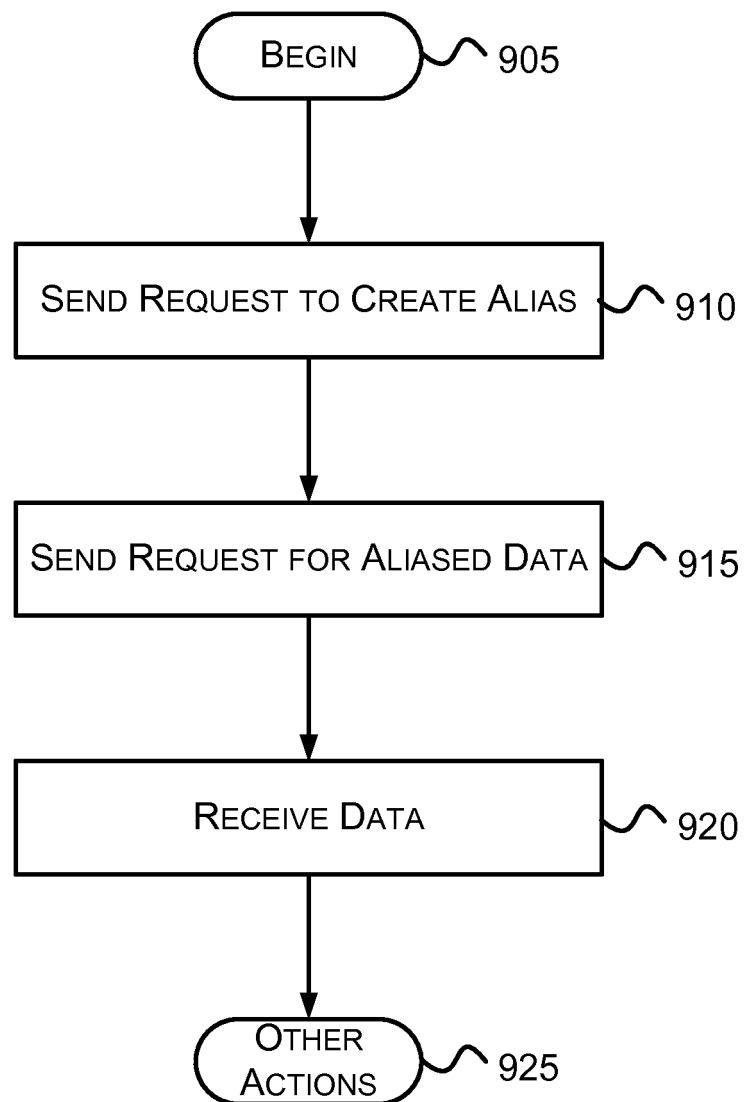 BEGIN
905
SEND REQUEST TO CREATE ALIAS
910
SEND REQUEST FOR ALIASED DATA
915
RECEIVE DATA
920
OTHER
ACTIONS
925